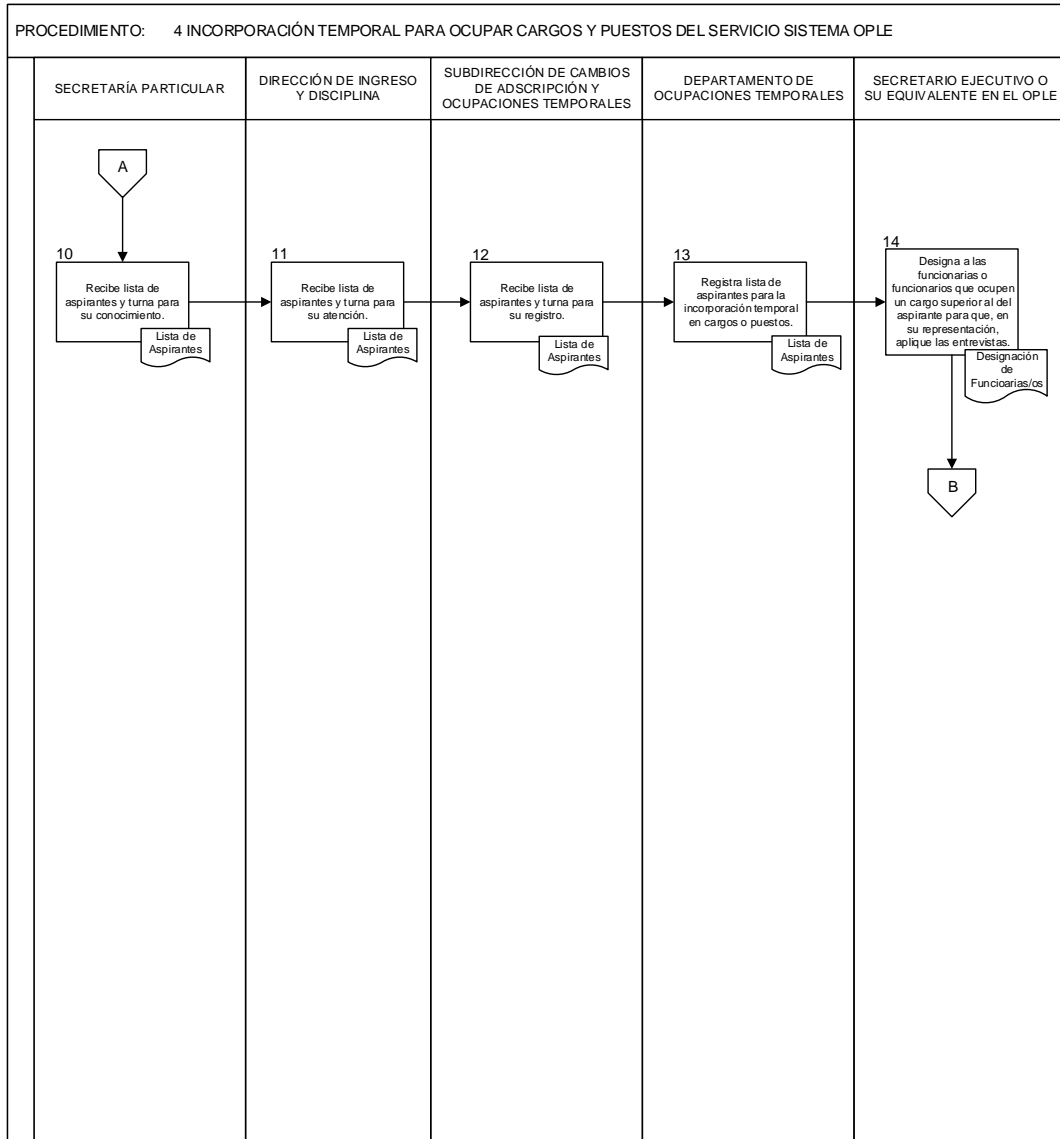 PROCEDIMIENTO: 4 INCORPORACIÓN TEMPORAL PARA OCUPAR CARGOS Y PUESTOS DEL SERVICIO SISTEMA OPLE
SECRETARÍA PARTICULAR
DIRECCIÓN DE INGRESO
Y DISCIPLINA
SUBDIRECCIÓN DE CAMBIOS
DE ADSCRIPCIÓN Y
OCUPACIONES TEMPORALES
DEPARTAMENTO DE
OCUPACIONES TEMPORALES
SECRETARIO EJECUTIVO O
SU EQUIVALENTE EN EL OPLE
A
10
Recibe lista de
aspirantes y turna para
su conocimiento.
Lista de
Aspirantes
11
Recibe lista de
aspirantes y turna para
su atención.
Lista de
Aspirantes
12
Recibe lista de
aspirantes y turna para
su registro.
Lista de
Aspirantes
13
Registra lista de
aspirantes para la
incorporación temporal
en cargos o puestos.
Lista de
Aspirantes
14
Designa a las
funcionarias o
funcionarios que ocupen
un cargo superior al del
aspirante para que, en
su representación,
aplique las entrevistas.
Designación
de
Funcioarias/os
B